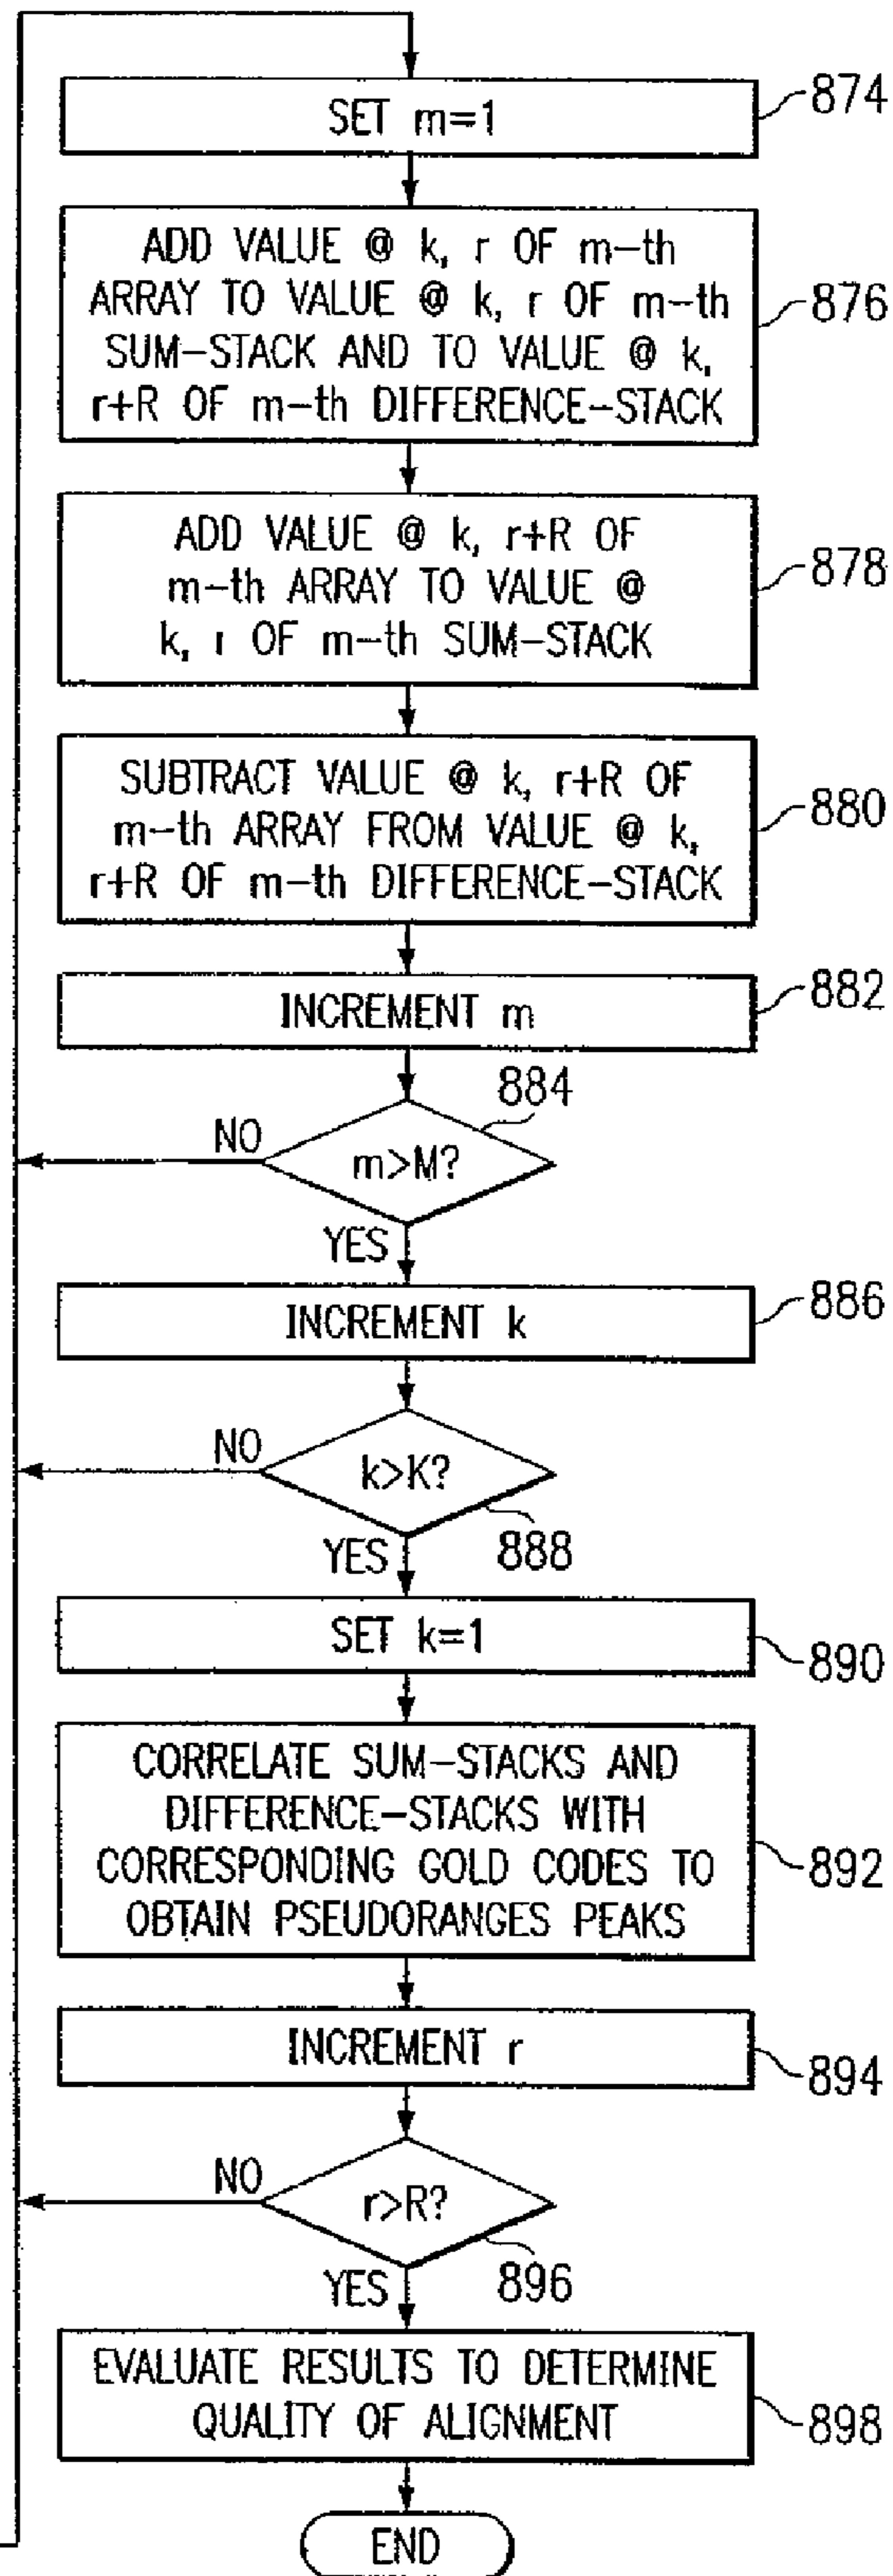 SET m=1
874
ADD VALUE @ k, r OF m-th
ARRAY TO VALUE @ k, r OF m-th
SUM-STACK AND TO VALUE @ k,
r+R OF m-th DIFFERENCE-STACK
876
ADD VALUE @ k, r+R OF
m-th ARRAY TO VALUE @
k, r OF m-th SUM-STACK
878
SUBTRACT VALUE @ k, r+R OF
m-th ARRAY FROM VALUE @ k,
r+R OF m-th DIFFERENCE-STACK
880
INCREMENT m
882
884
NO
m>M?
YES
INCREMENT k
886
NO
k>K?
888
YES
SET k=1
890
CORRELATE SUM-STACKS AND
DIFFERENCE-STACKS WITH
CORRESPONDING GOLD CODES TO
OBTAIN PSEUDORANGES PEAKS
892
INCREMENT r
894
NO
r>R?
896
YES
EVALUATE RESULTS TO DETERMINE
QUALITY OF ALIGNMENT
898
END